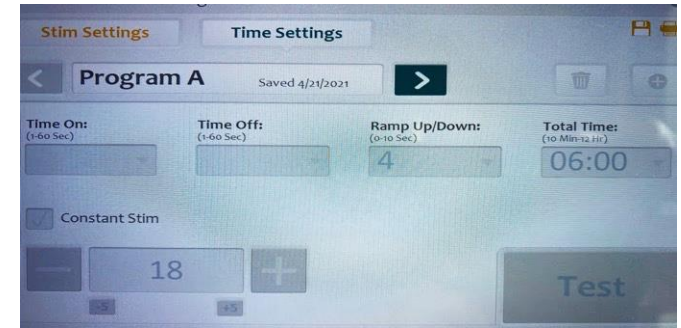 Stim Settings Time Settings
Program A Saved 4/21/2021
Time On: Time Off: Ramp Up/Down: Total Time:
(1-60 Sec) (1-60 Sec) (0-10 Sec) (10 Min-12 Hr)
4 06:00
Constant Stim
18
Test
-5 +5